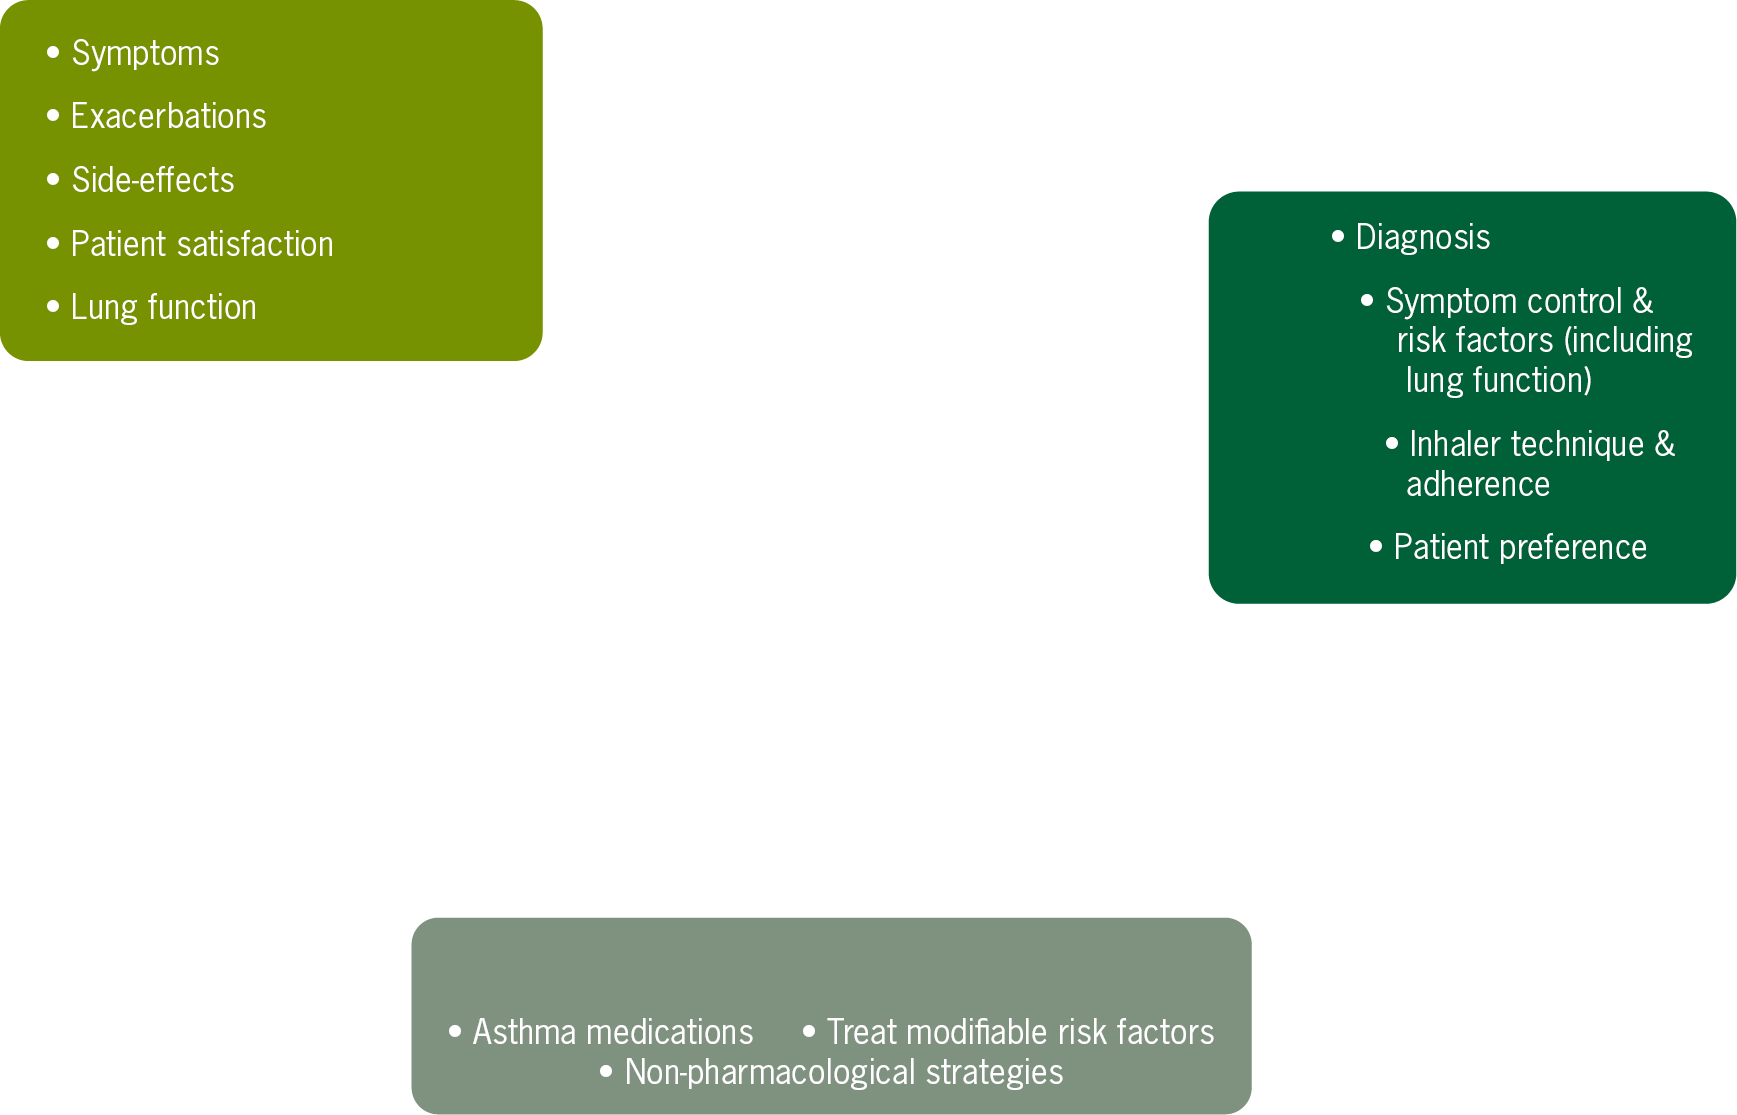 • Symptoms
• Exacerbations
• Side-effects
• Patient satisfaction
• Lung function
• Diagnosis
• Symptom control &
risk factors (including
lung function)
• Inhaler technique &
adherence
• Patient preference
• Asthma medications • Treat modifiable risk factors
• Non-pharmacological strategies